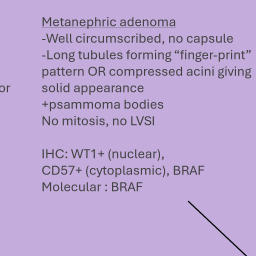 Metanephric adenoma
-Well circumscribed, no capsule
-Long tubules forming “finger-print”
pattern OR compressed acini giving
or solid appearance
+psammoma bodies
No mitosis, no LVSI
IHC: WT1+ (nuclear),
CD57+ (cytoplasmic), BRAF
Molecular : BRAF